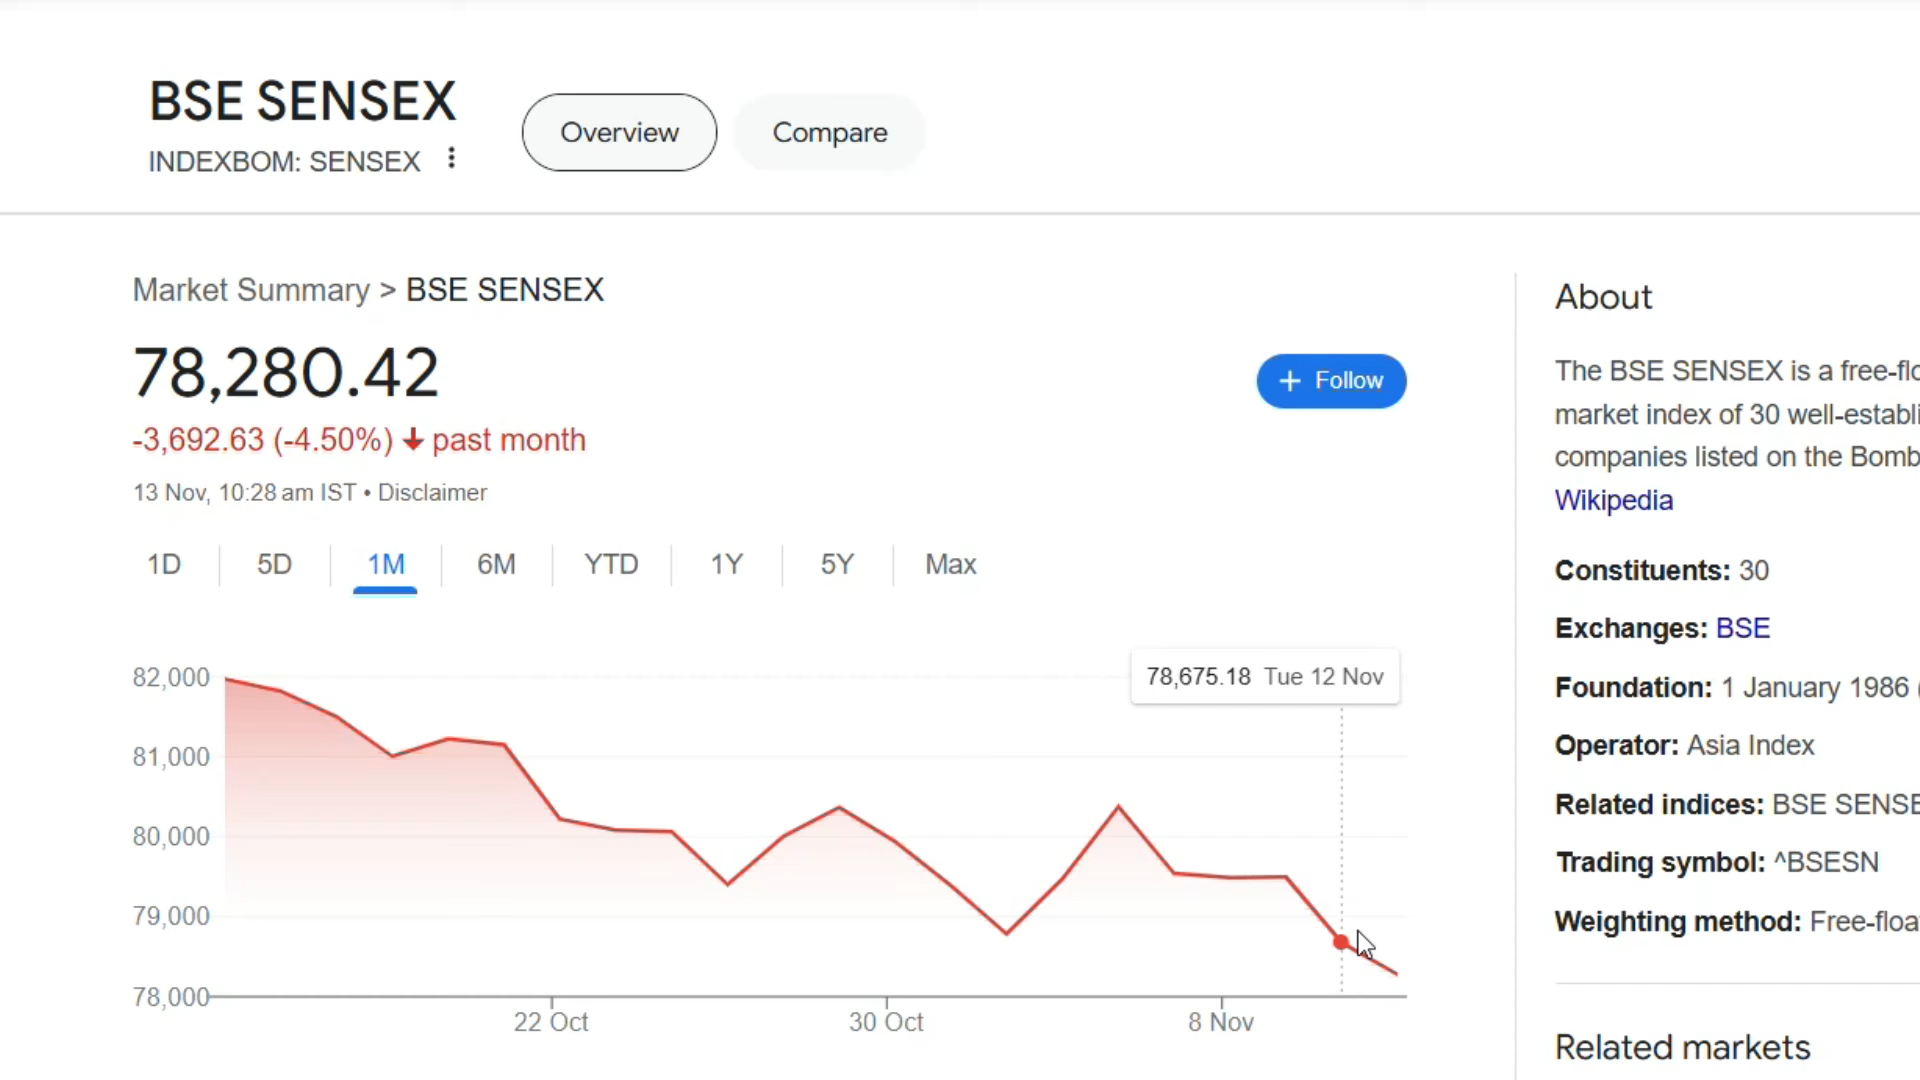 BSE SENSEX
INDEXBOM: SENSEX
Overview
Compare
Market Summary > BSE SENSEX
78,280.42
-3,692.63 (-4.50%) ↓ past month
13 Nov, 10:28 am IST • Disclaimer
+ Follow
1D 5D 1M 6M YTD 1Y 5Y Max
78,675.18 Tue 12 Nov
82,000
81,000
80,000
79,000
78,000
22 Oct 30 Oct 8 Nov
About
The BSE SENSEX is a free-flo
market index of 30 well-establi
companies listed on the Bomb
Wikipedia
Constituents: 30
Exchanges: BSE
Foundation: 1 January 1986 (
Operator: Asia Index
Related indices: BSE SENSE
Trading symbol: ^BSESN
Weighting method: Free-floa
Related markets